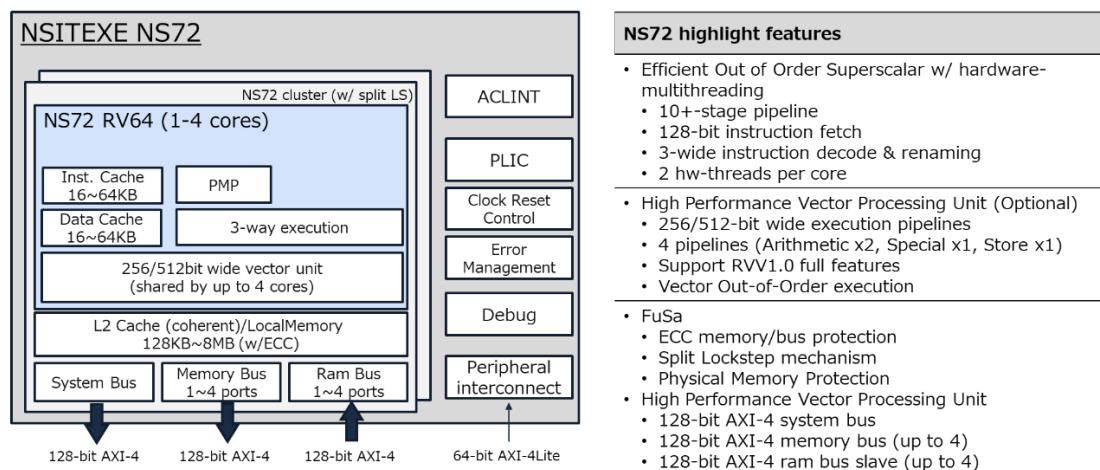 NSITEXE NS72
NS72 cluster (w/ split LS)
NS72 RV64 (1-4 cores)
Inst. Cache
16~64KB
PMP
Data Cache
16~64KB
3-way execution
256/512bit wide vector unit
(shared by up to 4 cores)
L2 Cache (coherent)/LocalMemory
128KB~8MB (w/ECC)
System Bus
Memory Bus
1~4 ports
Ram Bus
1~4 ports
128-bit AXI-4
128-bit AXI-4
128-bit AXI-4
ACLINT
PLIC
Clock Reset
Control
Error
Management
Debug
Peripheral
interconnect
64-bit AXI-4Lite
NS72 highlight features
• Efficient Out of Order Superscalar w/ hardware-
multithreading
• 10+-stage pipeline
• 128-bit instruction fetch
• 3-wide instruction decode & renaming
• 2 hw-threads per core
• High Performance Vector Processing Unit (Optional)
• 256/512-bit wide execution pipelines
• 4 pipelines (Arithmetic x2, Special x1, Store x1)
• Support RVV1.0 full features
• Vector Out-of-Order execution
• FuSa
• ECC memory/bus protection
• Split Lockstep mechanism
• Physical Memory Protection
• High Performance Vector Processing Unit
• 128-bit AXI-4 system bus
• 128-bit AXI-4 memory bus (up to 4)
• 128-bit AXI-4 ram bus slave (up to 4)